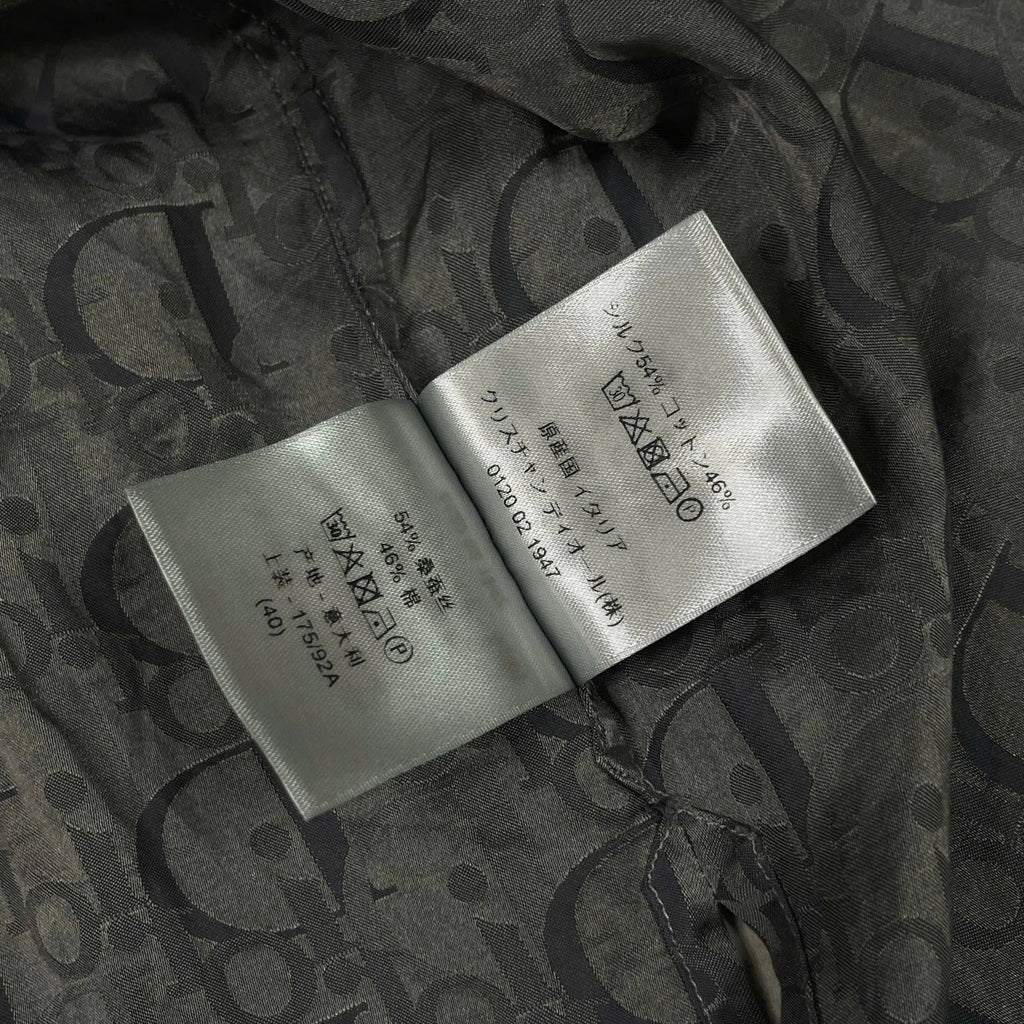 シルク54% コットン46%
30 P
原産国 イタリア
クリスチャン ディオール(株)
0120 02 1947
54% 桑蚕丝
46% 棉
30 P
产地 - 意大利
上装 - 175/92A
(40)